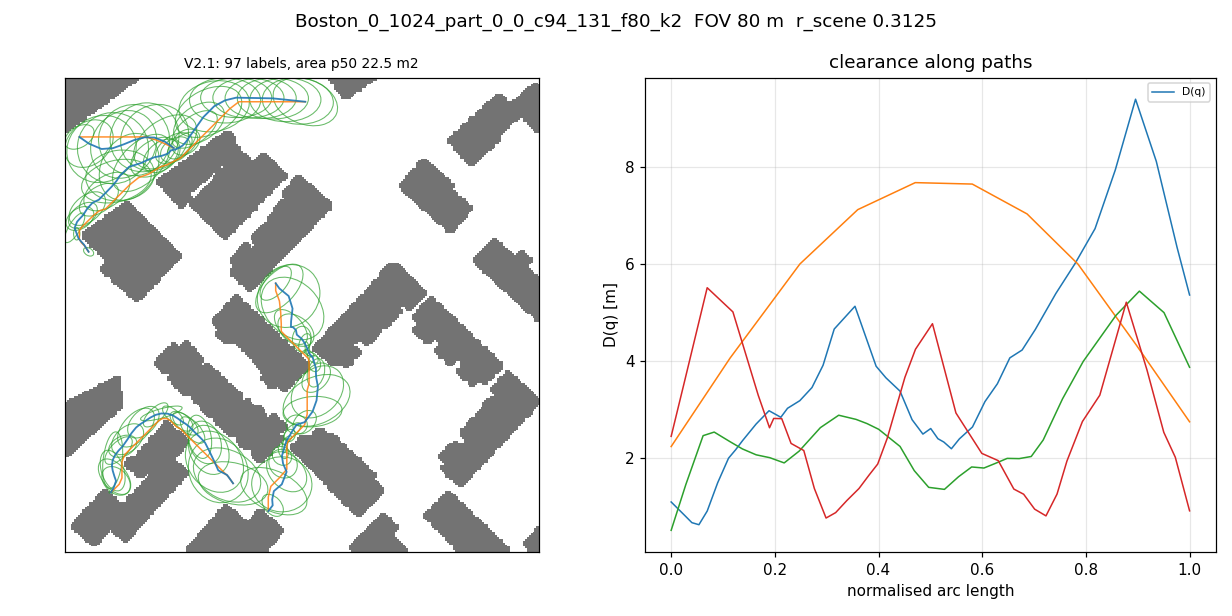 Boston_0_1024_part_0_0_c94_131_f80_k2 FOV 80 m r_scene 0.3125
V2.1: 97 labels, area p50 22.5 m2
clearance along paths
D(q)
8
6
4
2
D(q) [m]
0.0 0.2 0.4 0.6 0.8 1.0
normalised arc length